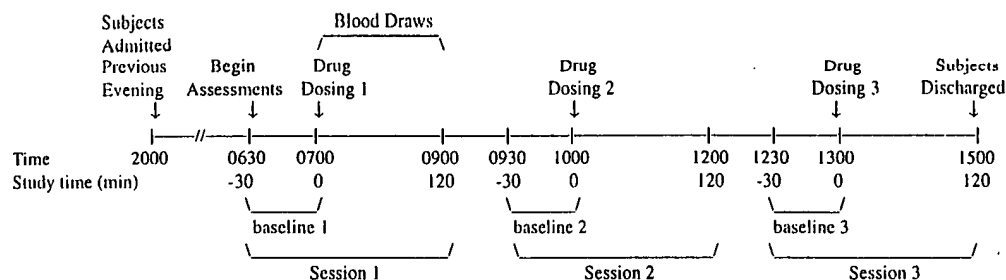 Subjects
Admitted
Previous
Evening
Begin
Assessments
Blood Draws
Drug
Dosing 1
Drug
Dosing 2
Drug
Dosing 3
Subjects
Discharged
Time 2000 0630 0700 0900 0930 1000 1200 1230 1300 1500
Study time (min) -30 0 120 -30 0 120 -30 0 120
baseline 1 baseline 2 baseline 3
Session 1 Session 2 Session 3